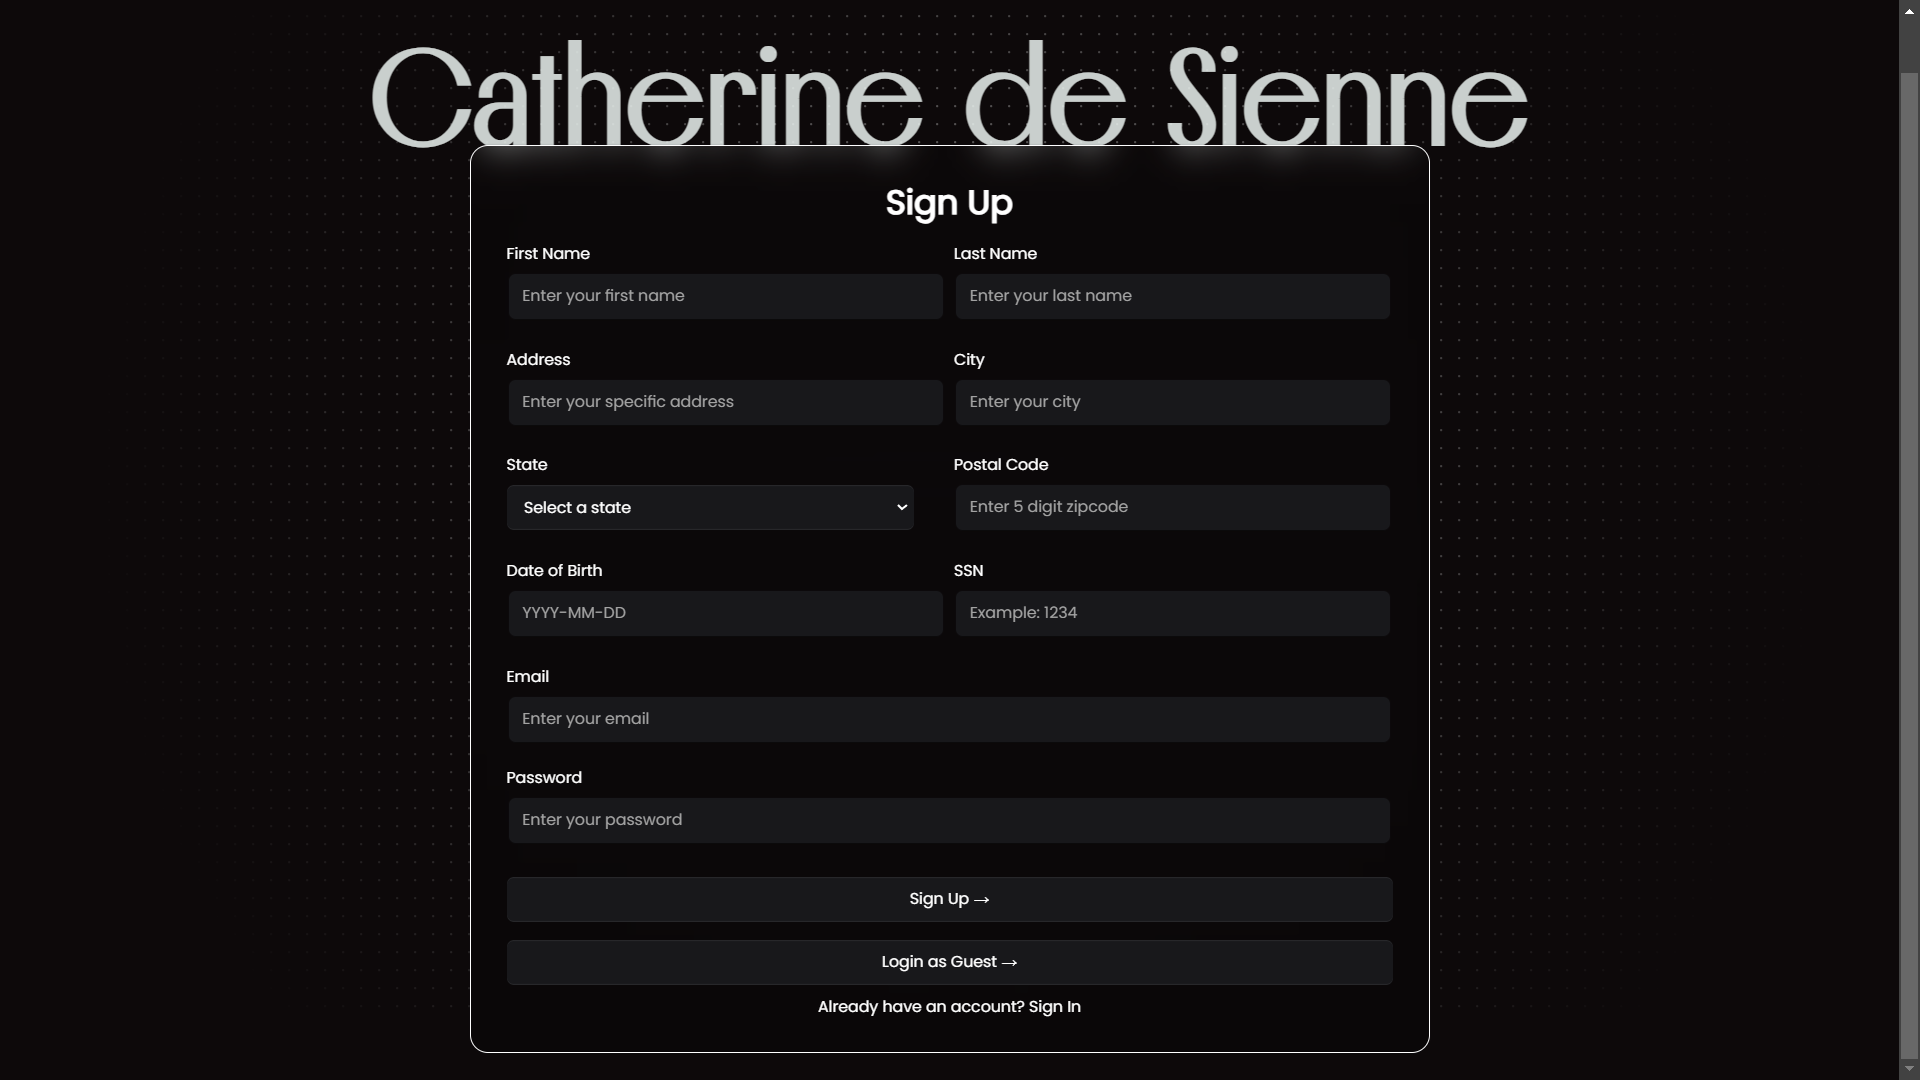 Catherine de Sienne
Sign Up
First Name
Last Name
Enter your first name
Enter your last name
Address
City
Enter your specific address
Enter your city
State
Postal Code
Select a state
Enter 5 digit zipcode
Date of Birth
SSN
YYYY-MM-DD
Example: 1234
Email
Enter your email
Password
Enter your password
Sign Up →
Login as Guest →
Already have an account? Sign In